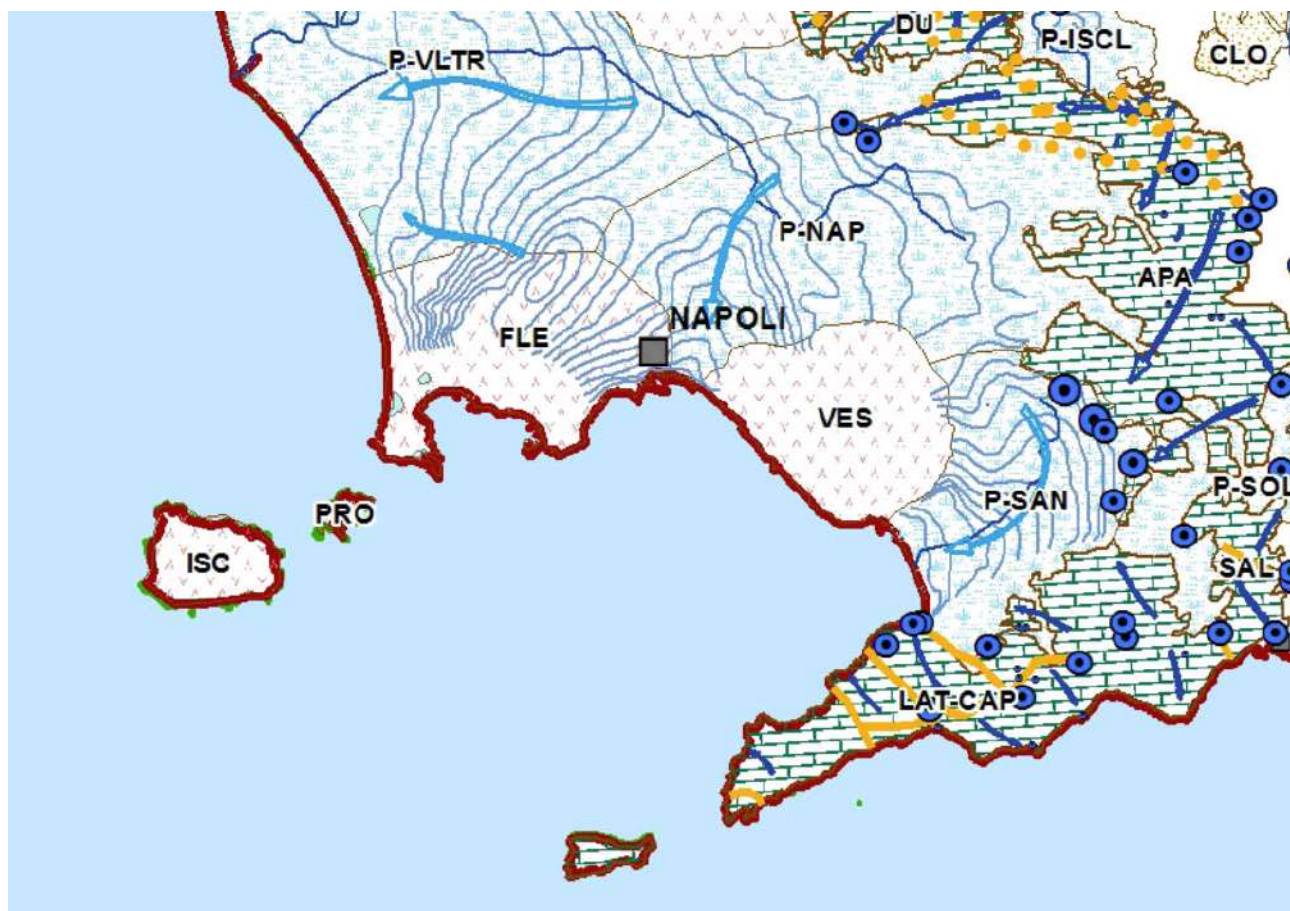 DU
P-ISCL
CLO
P-VLTR
P-NAP
APA
NAPOLI
FLE
VES
P-SAN
P-SOL
PRO
ISC
SAL
LAT-CAP